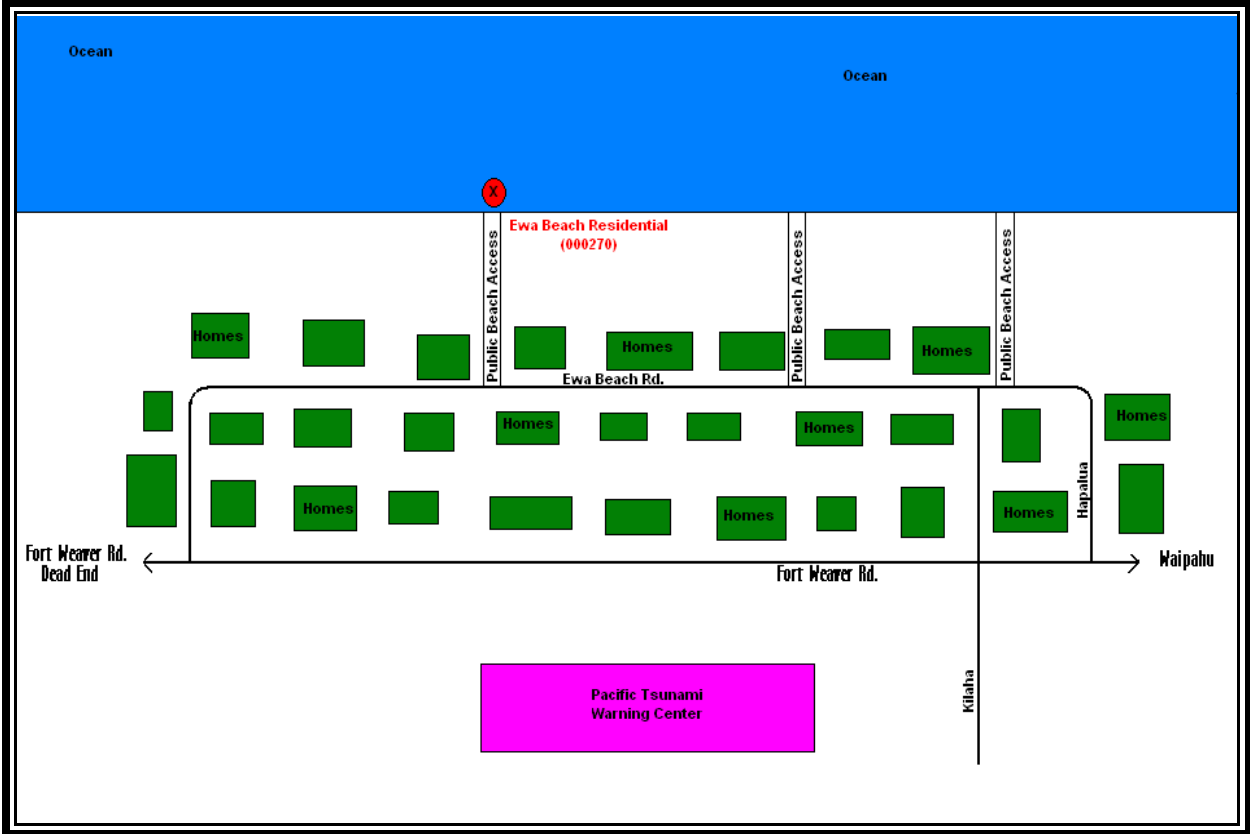 Ocean
Ocean
X
Ewa Beach Residential
(000270)
Public Beach Access
Public Beach Access
Public Beach Access
Homes
Homes
Homes
Ewa Beach Rd.
Homes
Homes
Homes
Homes
Homes
Homes
Hapalua
Fort Weaver Rd.
Dead End
Fort Weaver Rd.
Waipahu
Pacific Tsunami
Warning Center
Kilaha